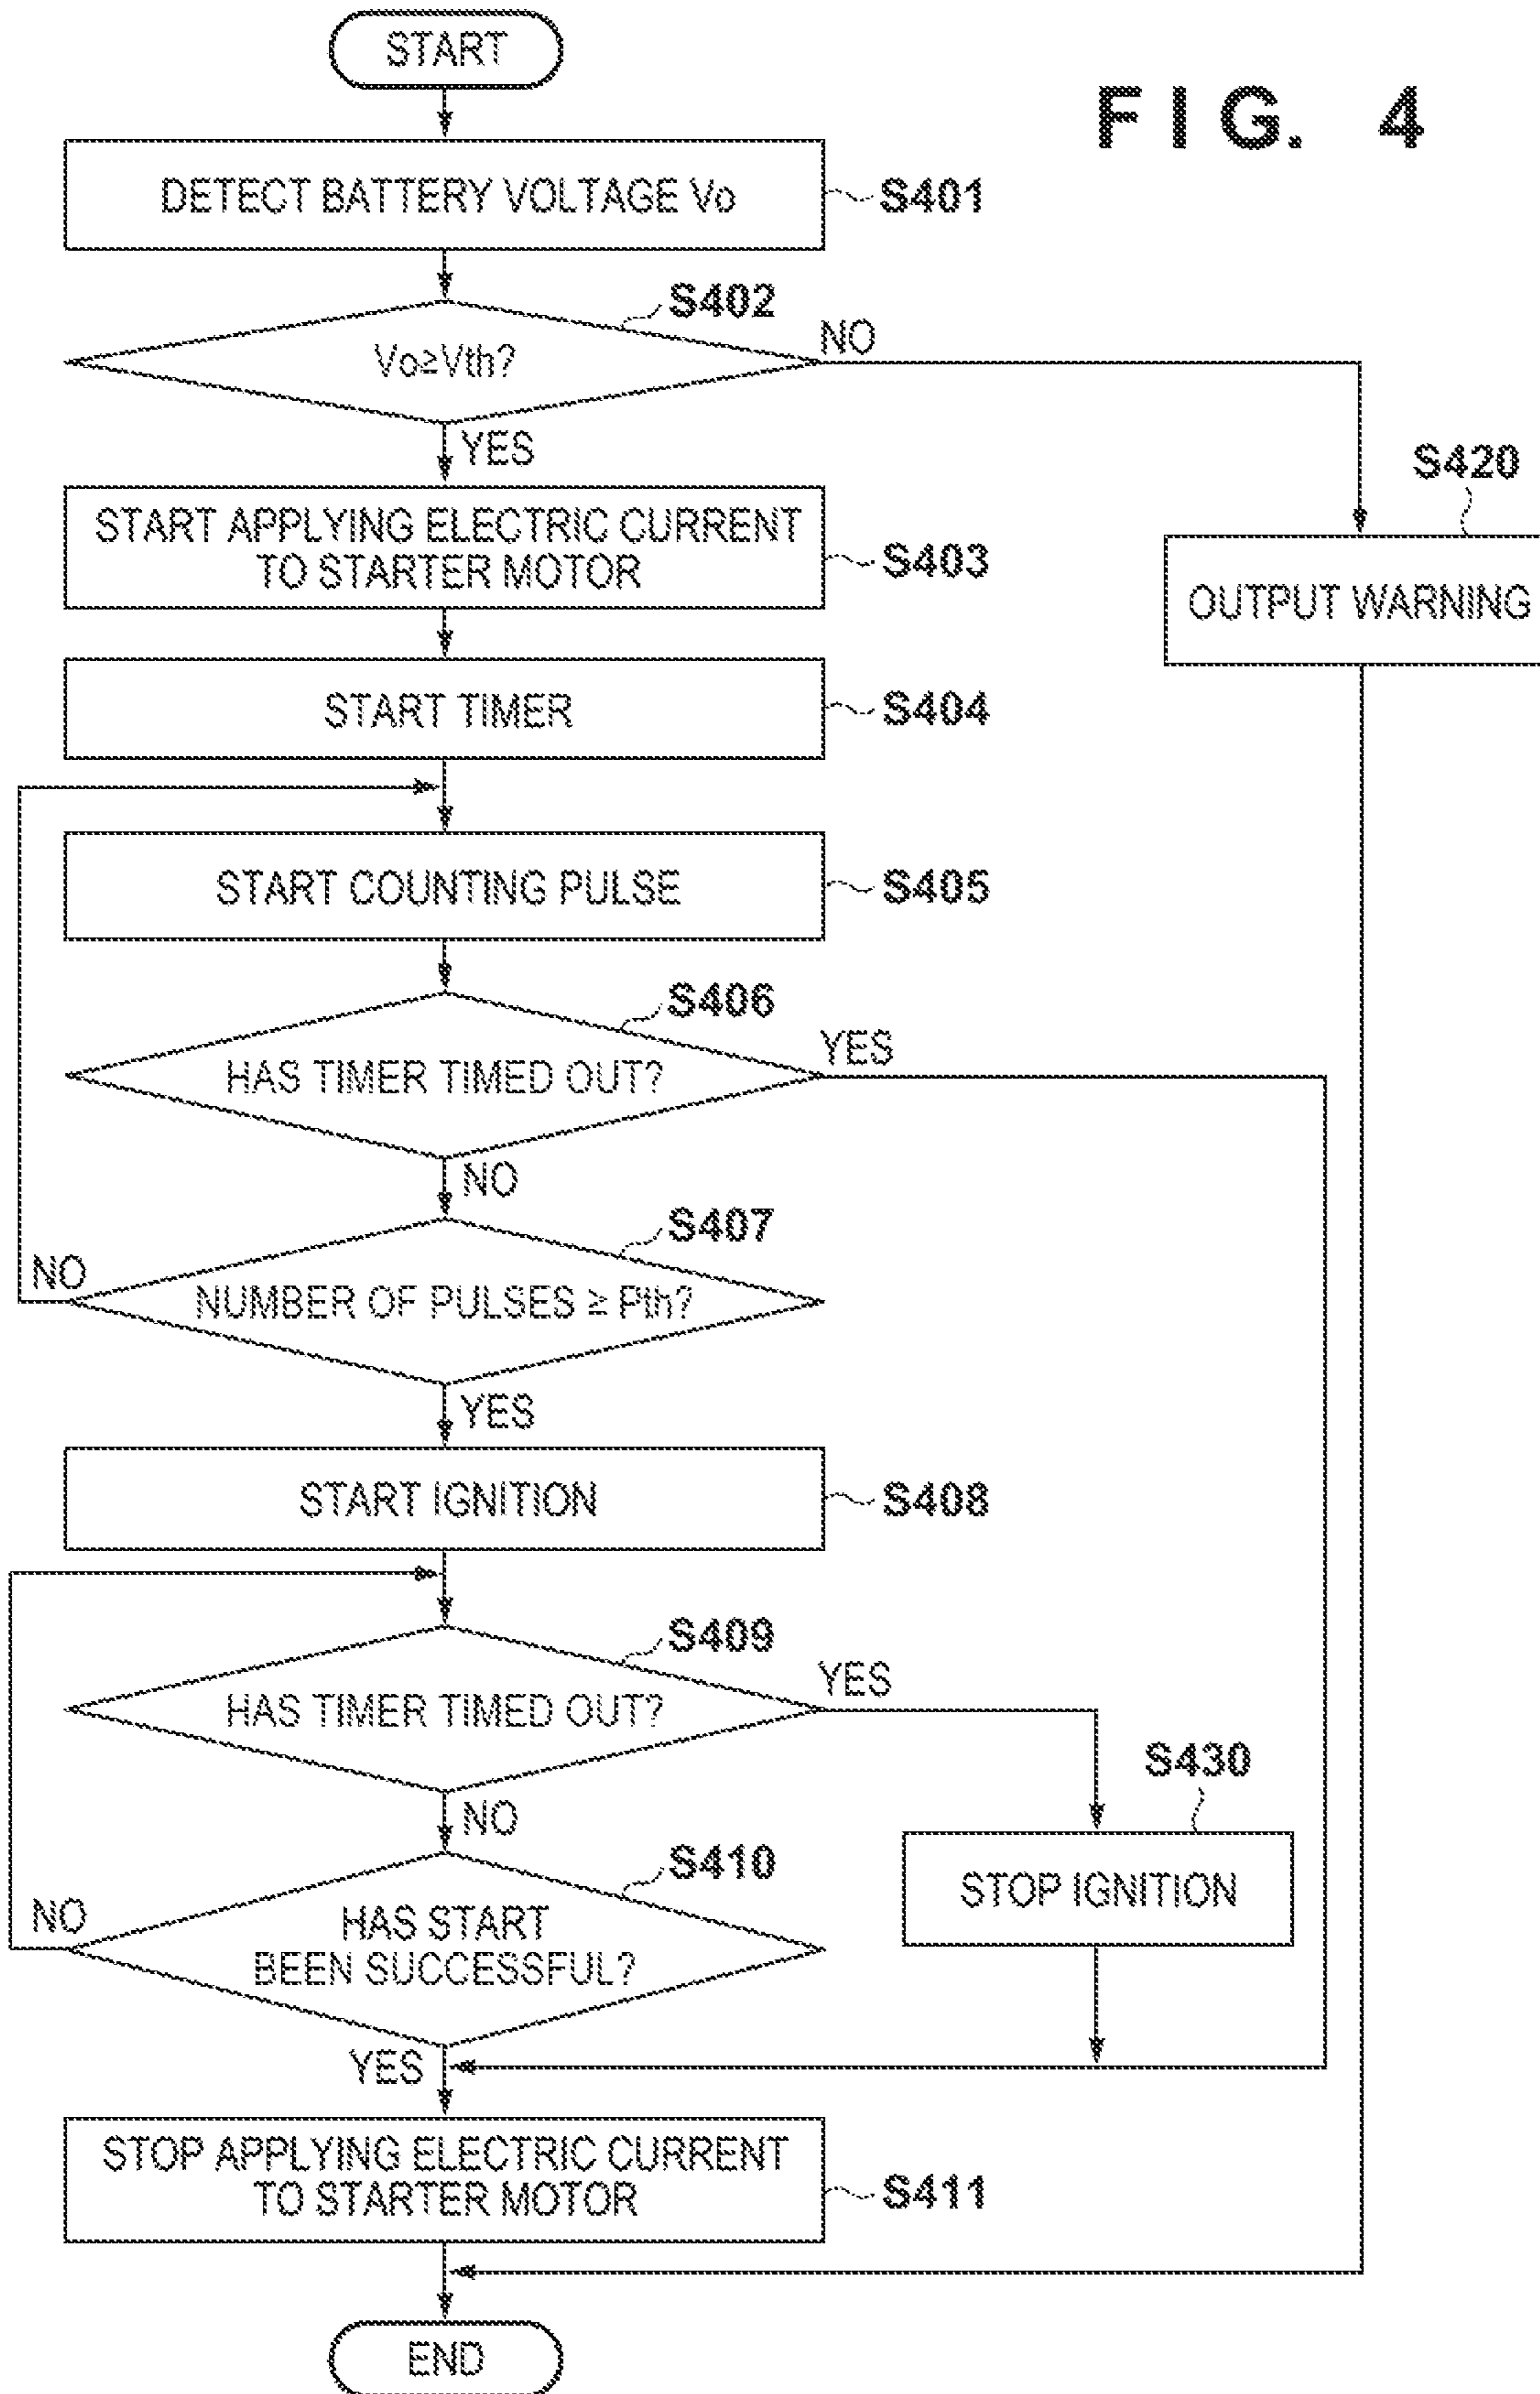 START
FIG. 4
DETECT BATTERY VOLTAGE Vo
S401
S402
Vo≥Vth?
NO
YES
S420
START APPLYING ELECTRIC CURRENT
TO STARTER MOTOR
S403
OUTPUT WARNING
START TIMER
S404
START COUNTING PULSE
S405
S406
HAS TIMER TIMED OUT?
YES
NO
S407
NO
NUMBER OF PULSES ≥ Pth?
YES
START IGNITION
S408
S409
HAS TIMER TIMED OUT?
YES
S430
NO
S410
STOP IGNITION
NO
HAS START
BEEN SUCCESSFUL?
YES
STOP APPLYING ELECTRIC CURRENT
TO STARTER MOTOR
S411
END